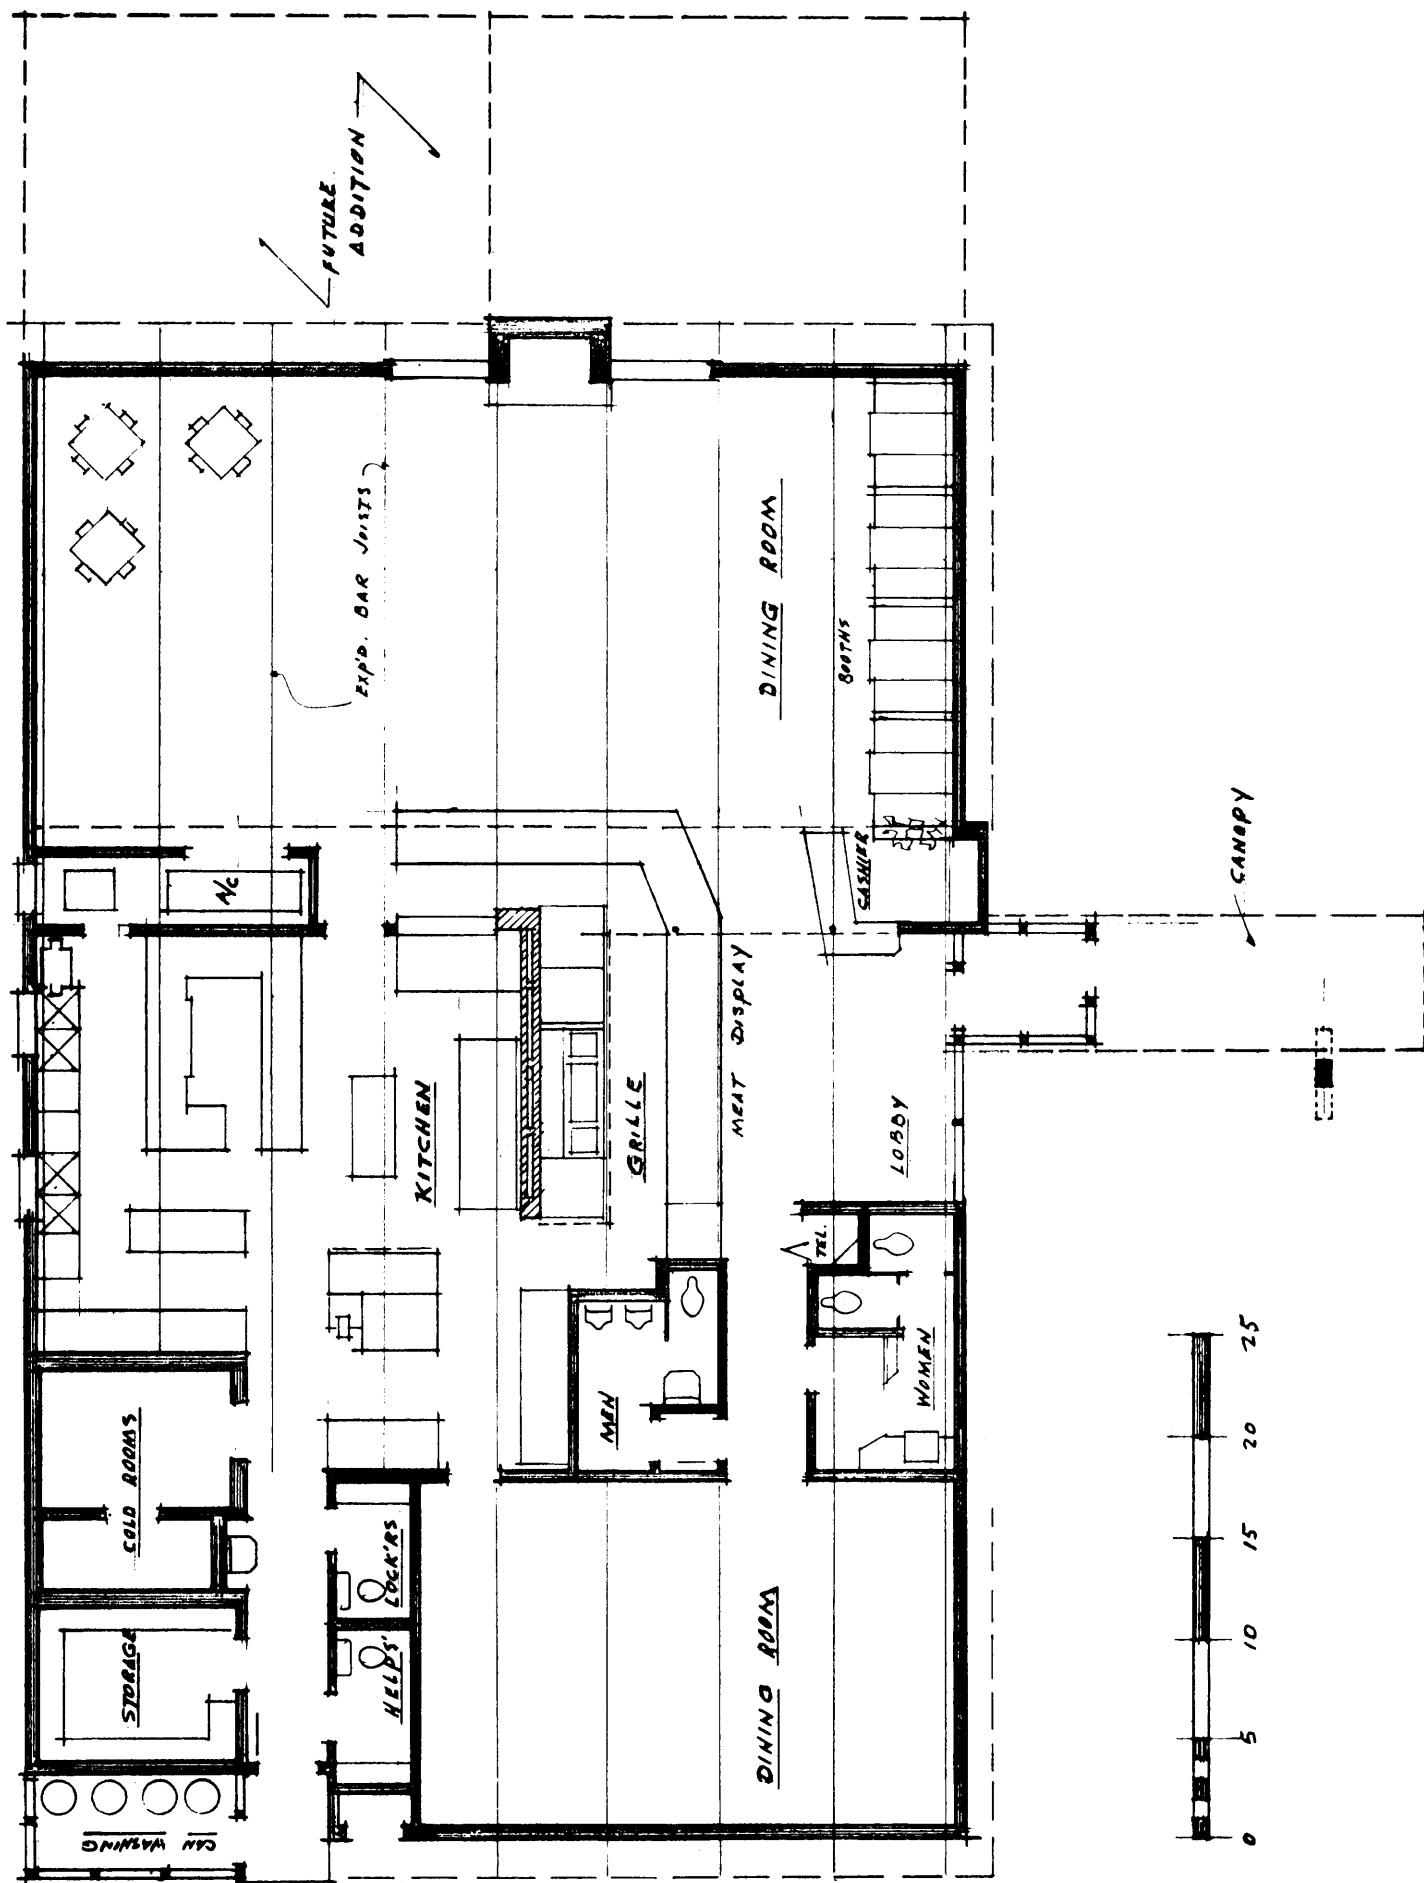 CAN
WASHING
STORAGE
COLD ROOMS
HELPS'
LOCK'RS
KITCHEN
A/C
EXP'D. BAR JOISTS
FUTURE
ADDITION
MEN
GRILLE
MEAT DISPLAY
DINING ROOM
DINING ROOM
TEL.
WOMEN
LOBBY
CASHIER
BOOTHS
CANOPY
0 5 10 15 20 25